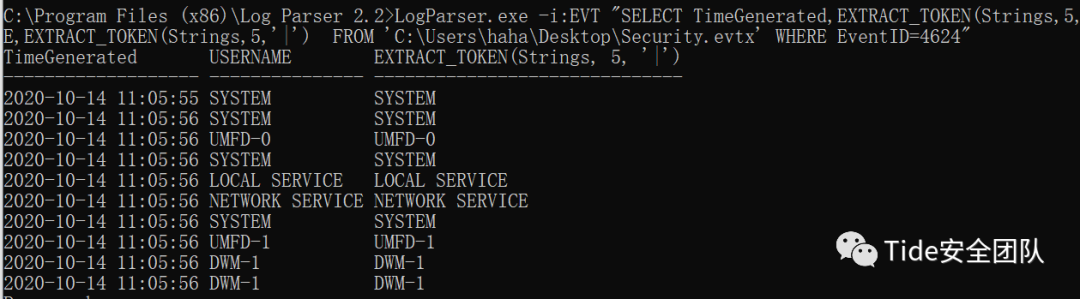 C:\Program Files (x86)\Log Parser 2.2>LogParser.exe -i:EVT "SELECT TimeGenerated,EXTRACT_TOKEN(Strings,5,
E,EXTRACT_TOKEN(Strings,5,'|')  FROM 'C:\Users\haha\Desktop\Security.evtx' WHERE EventID=4624"
TimeGenerated       USERNAME        EXTRACT_TOKEN(Strings, 5, '|')
------------------- --------------- ------------------------------
2020-10-14 11:05:55 SYSTEM          SYSTEM
2020-10-14 11:05:56 SYSTEM          SYSTEM
2020-10-14 11:05:56 UMFD-0          UMFD-0
2020-10-14 11:05:56 SYSTEM          SYSTEM
2020-10-14 11:05:56 LOCAL SERVICE   LOCAL SERVICE
2020-10-14 11:05:56 NETWORK SERVICE NETWORK SERVICE
2020-10-14 11:05:56 SYSTEM          SYSTEM
2020-10-14 11:05:56 UMFD-1          UMFD-1
2020-10-14 11:05:56 DWM-1           DWM-1
2020-10-14 11:05:56 DWM-1           DWM-1
Tide安全团队